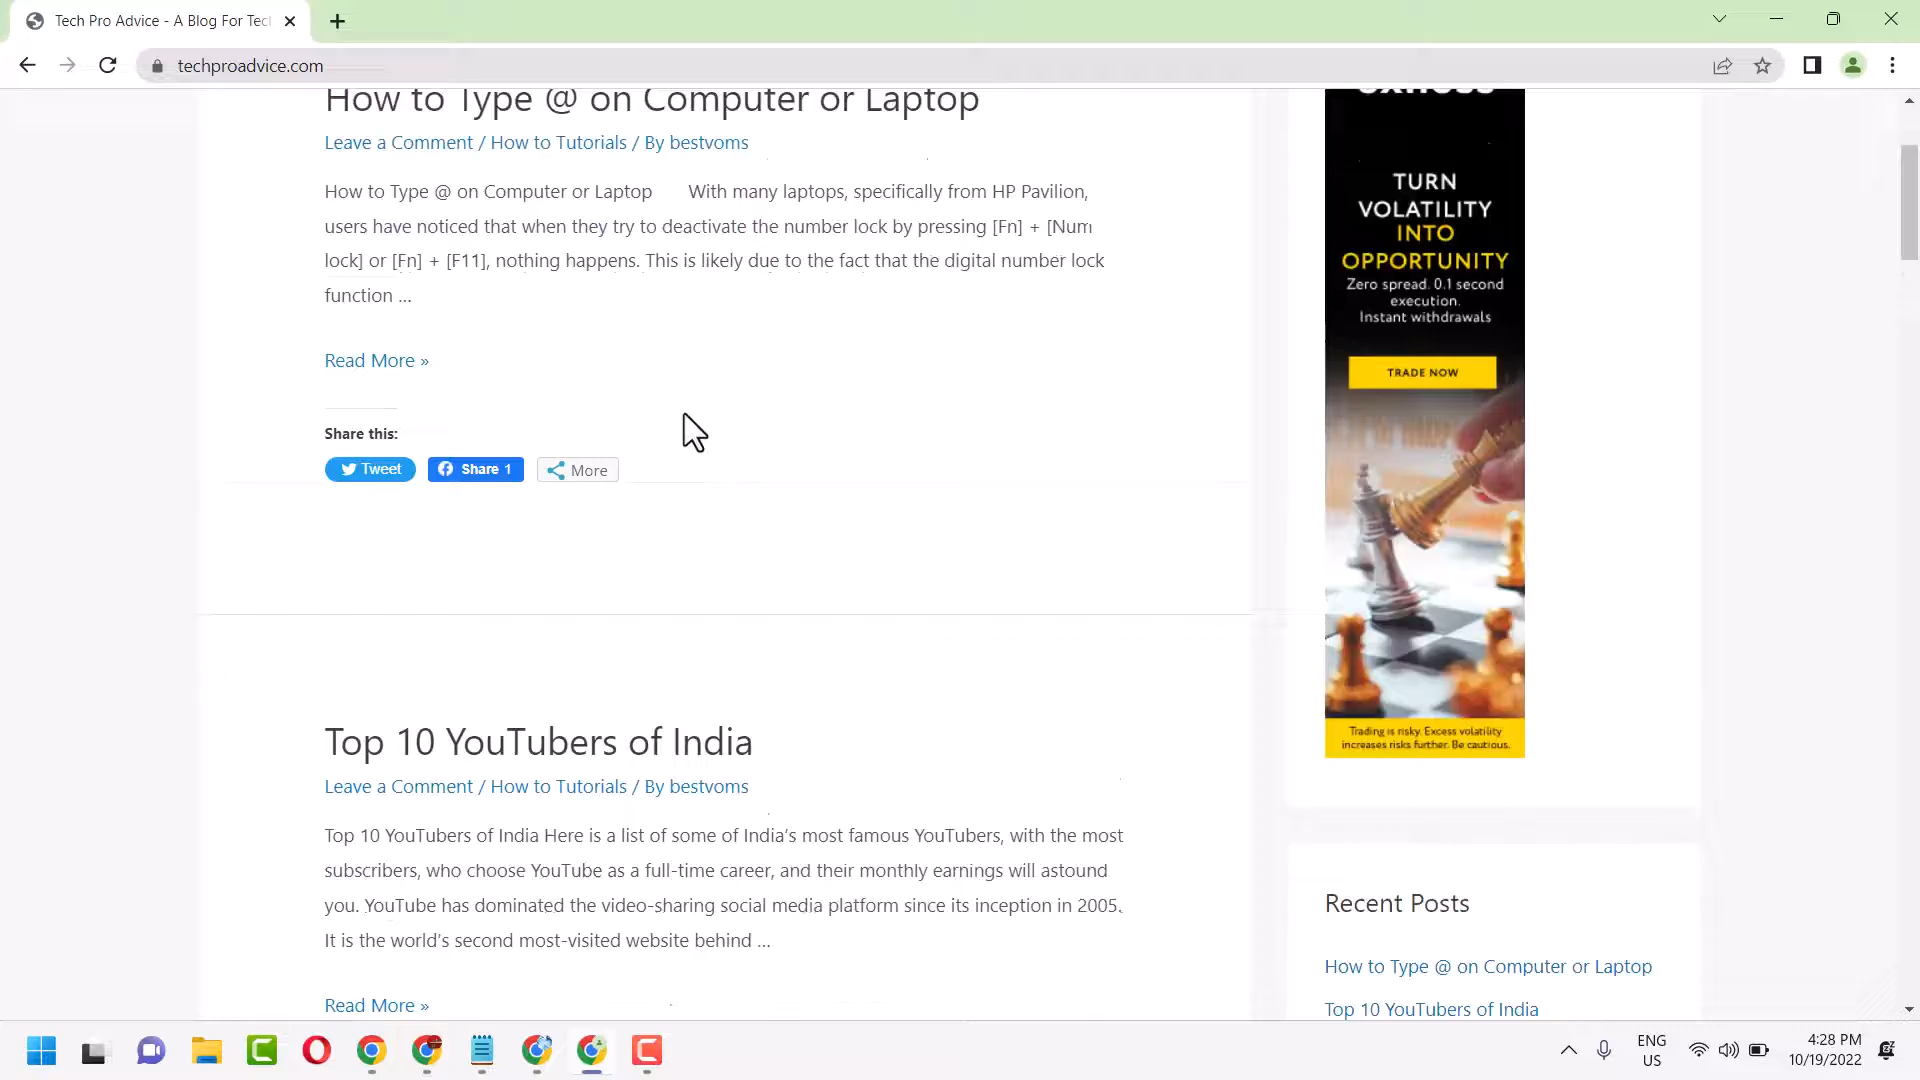 Tech Pro Advice - A Blog For Tec
techproadvice.com
How to Type @ on Computer or Laptop
Leave a Comment / How to Tutorials / By bestvoms
How to Type @ on Computer or Laptop With many laptops, specifically from HP Pavilion,
users have noticed that when they try to deactivate the number lock by pressing [Fn] + [Num
lock] or [Fn] + [F11], nothing happens. This is likely due to the fact that the digital number lock
function ...
Read More »
Share this:
Tweet
Share 1
More
Top 10 YouTubers of India
Leave a Comment / How to Tutorials / By bestvoms
Top 10 YouTubers of India Here is a list of some of India's most famous YouTubers, with the most
subscribers, who choose YouTube as a full-time career, and their monthly earnings will astound
you. YouTube has dominated the video-sharing social media platform since its inception in 2005.
It is the world's second most-visited website behind ...
Read More »
TURN
VOLATILITY
INTO
OPPORTUNITY
Zero spread. 0.1 second
execution.
Instant withdrawals
TRADE NOW
Trading is risky. Excess volatility
increases risks further. Be cautious.
Recent Posts
How to Type @ on Computer or Laptop
Top 10 YouTubers of India
ENG
US
4:28 PM
10/19/2022